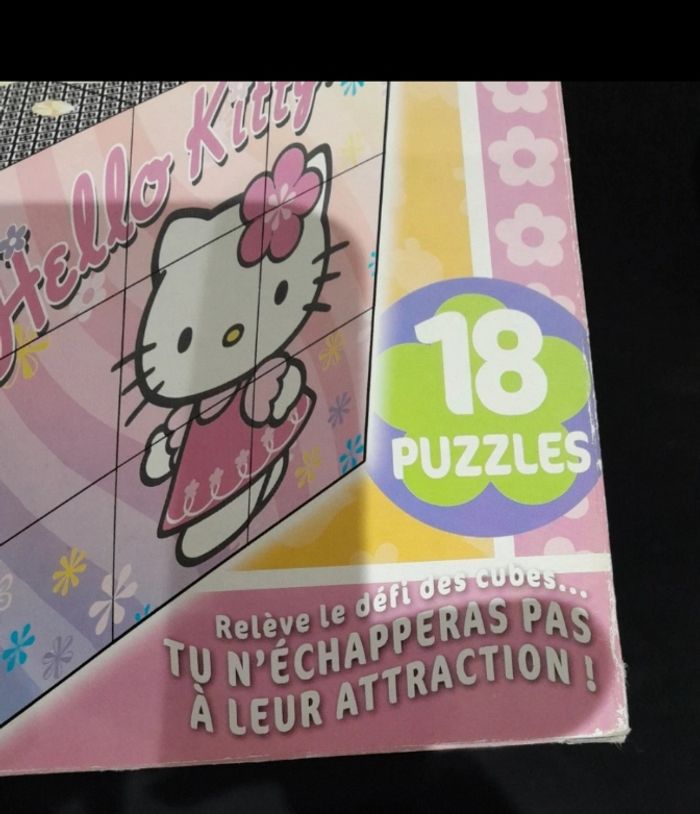 Hello Kitty
18
PUZZLES
Relève le défi des cubes...
TU N'ÉCHAPPERAS PAS
À LEUR ATTRACTION !